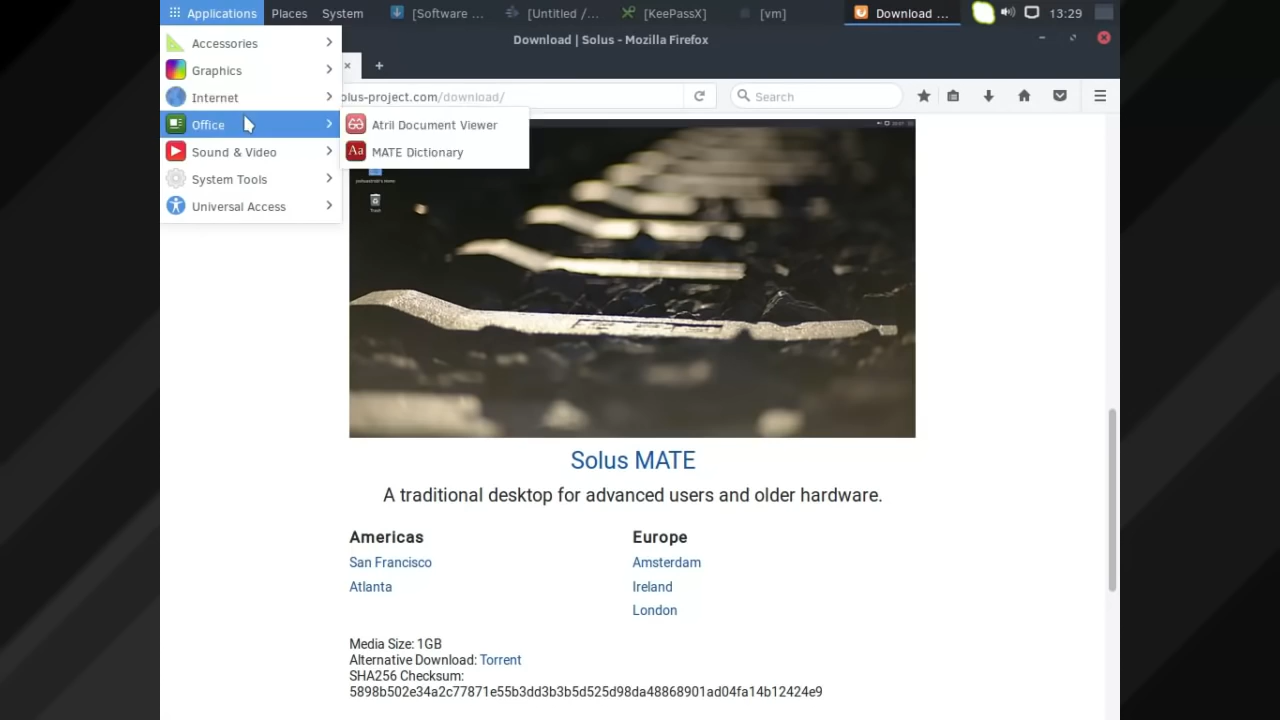 Applications Places System [Software ... [Untitled /... [KeePassX] [vm] Download ... 13:29
Download | Solus - Mozilla Firefox
olus-project.com/download/
Search
Accessories
Graphics
Internet
Office
Sound & Video
System Tools
Universal Access
Atril Document Viewer
Aa MATE Dictionary
Trash
Solus MATE
A traditional desktop for advanced users and older hardware.
Americas
San Francisco
Atlanta
Europe
Amsterdam
Ireland
London
Media Size: 1GB
Alternative Download: Torrent
SHA256 Checksum:
5898b502e34a2c77871e55b3dd3b3b5d525d98da48868901ad04fa14b12424e9